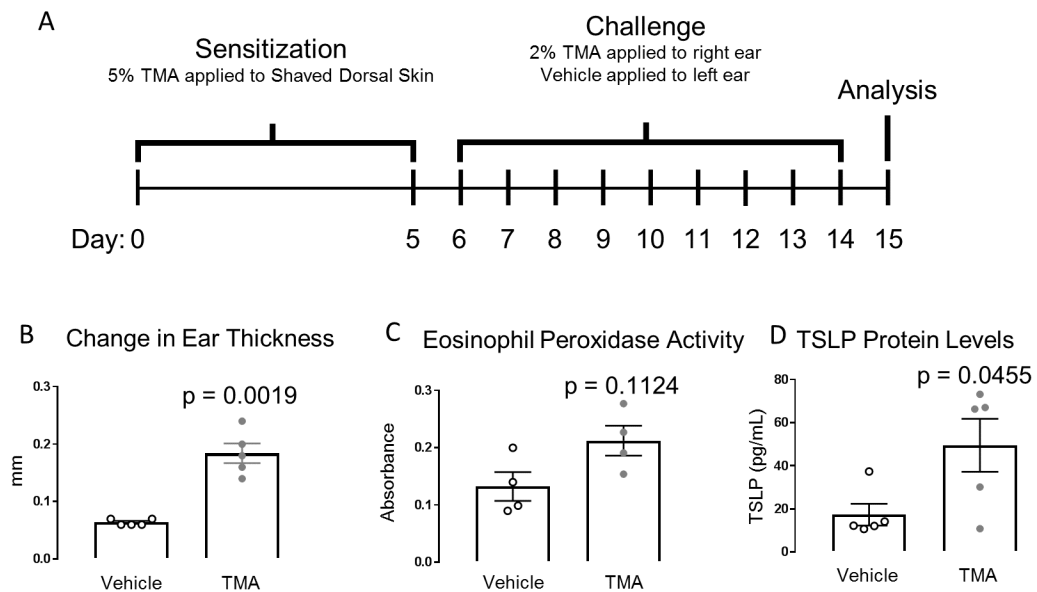 A
Sensitization
5% TMA applied to Shaved Dorsal Skin
Challenge
2% TMA applied to right ear
Vehicle applied to left ear
Analysis
Day: 0 5 6 7 8 9 10 11 12 13 14 15
B
Change in Ear Thickness
p = 0.0019
mm
0.3
0.2
0.1
0.0
Vehicle TMA
C
Eosinophil Peroxidase Activity
p = 0.1124
Absorbance
0.3
0.2
0.1
0.0
Vehicle TMA
D
TSLP Protein Levels
p = 0.0455
TSLP (pg/mL)
80
60
40
20
0
Vehicle TMA